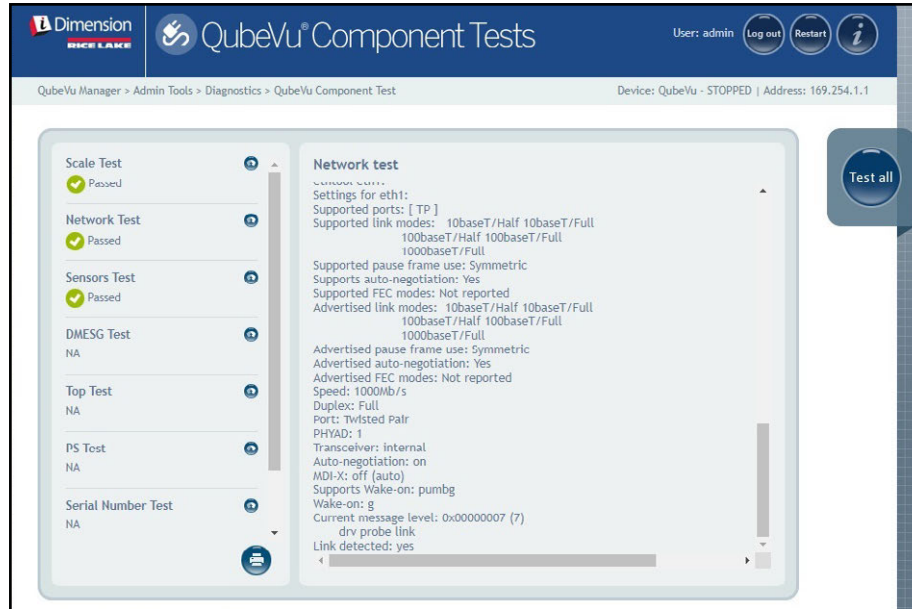 iDimension
RICE LAKE
QubeVu® Component Tests
User: admin
Log out
Restart
i
QubeVu Manager > Admin Tools > Diagnostics > QubeVu Component Test
Device: QubeVu - STOPPED | Address: 169.254.1.1
Scale Test
Passed
Network Test
Passed
Sensors Test
Passed
DMESG Test
NA
Top Test
NA
PS Test
NA
Serial Number Test
NA
Network test
Settings for eth1:
Supported ports: [ TP ]
Supported link modes: 10baseT/Half 10baseT/Full
100baseT/Half 100baseT/Full
1000baseT/Full
Supported pause frame use: Symmetric
Supports auto-negotiation: Yes
Supported FEC modes: Not reported
Advertised link modes: 10baseT/Half 10baseT/Full
100baseT/Half 100baseT/Full
1000baseT/Full
Advertised pause frame use: Symmetric
Advertised auto-negotiation: Yes
Advertised FEC modes: Not reported
Speed: 1000Mb/s
Duplex: Full
Port: Twisted Pair
PHYAD: 1
Transceiver: internal
Auto-negotiation: on
MDI-X: off (auto)
Supports Wake-on: pumbg
Wake-on: g
Current message level: 0x00000007 (7)
drv probe link
Link detected: yes
Test all